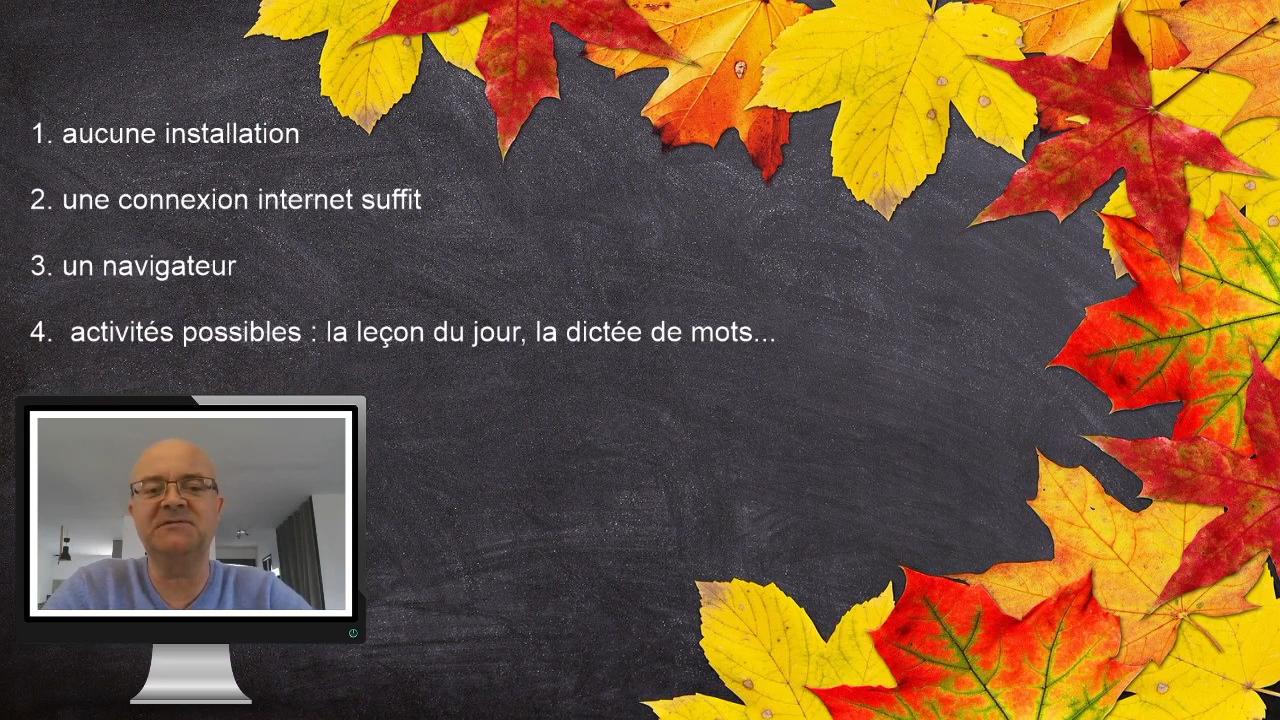 1. aucune installation
2. une connexion internet suffit
3. un navigateur
4. activités possibles : la leçon du jour, la dictée de mots...